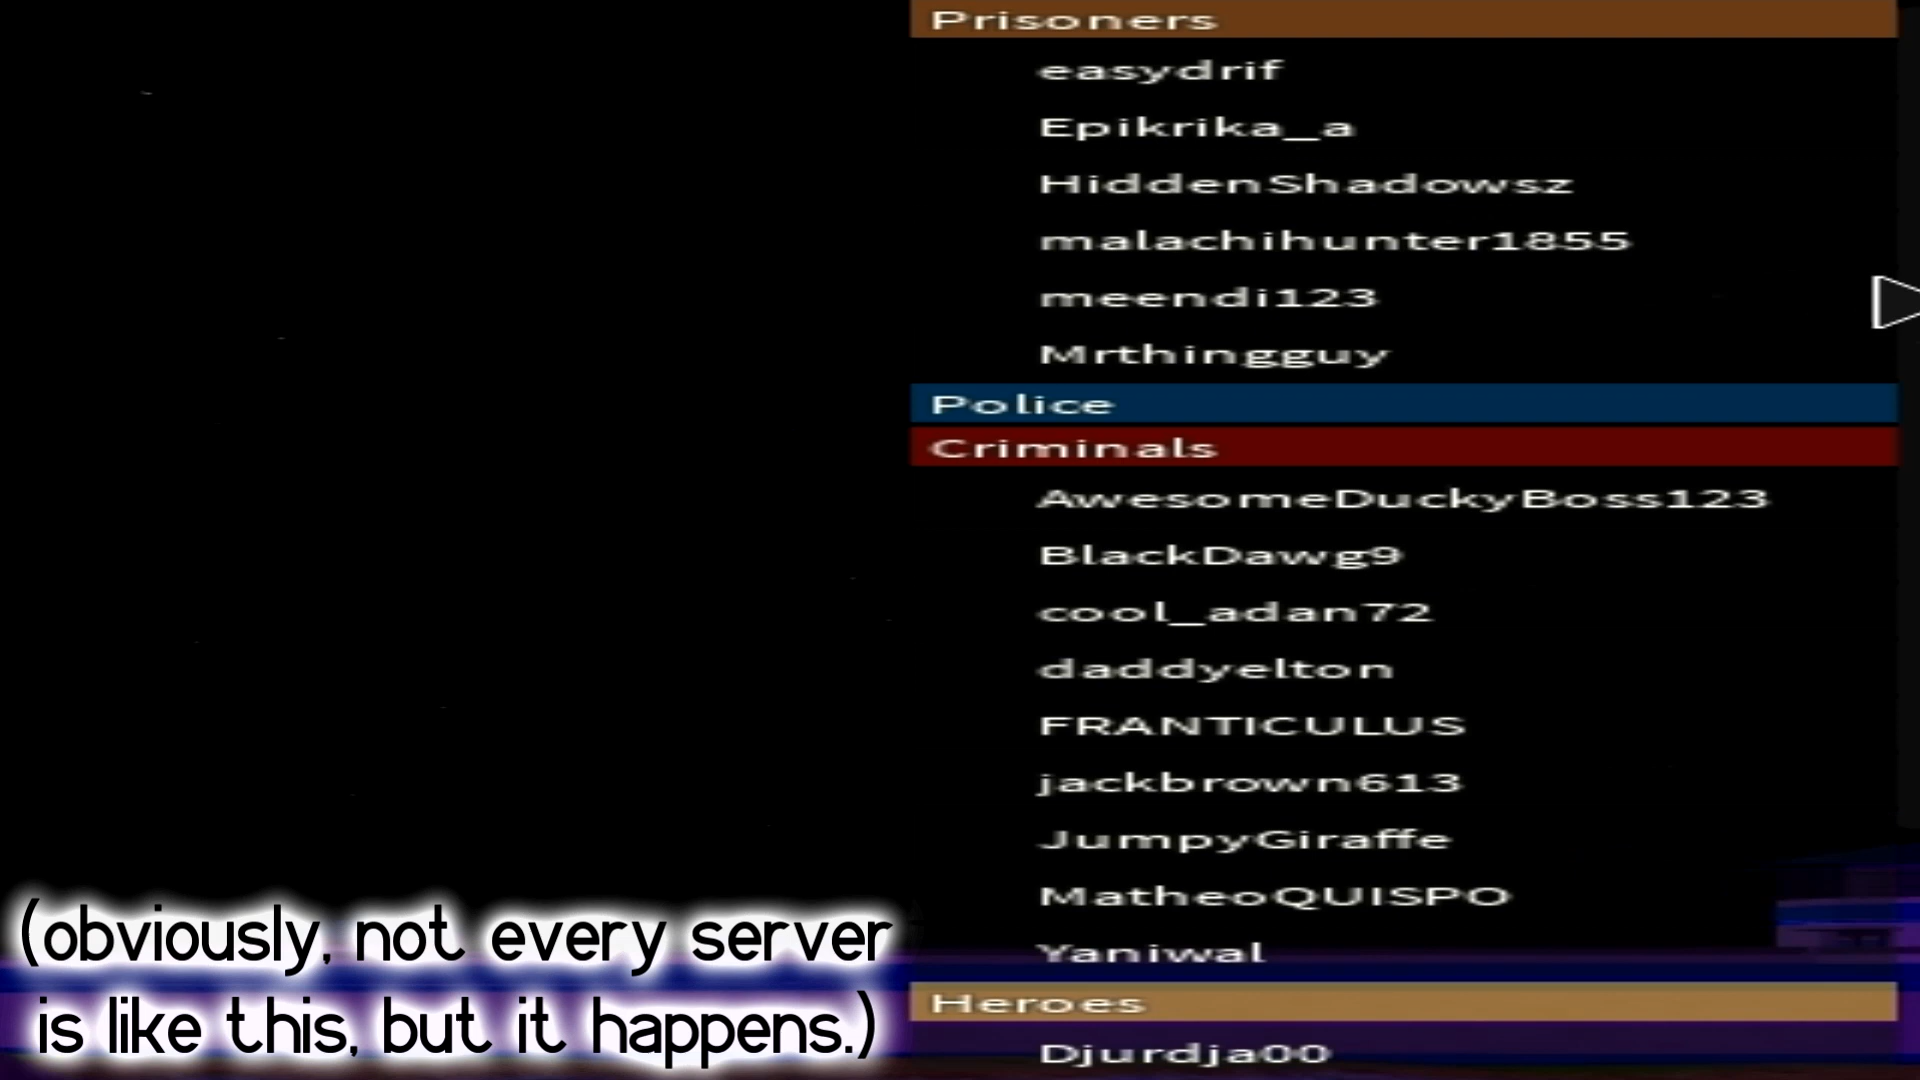 Prisoners
easydrif
Epikrika_a
HiddenShadowsz
malachihunter1855
meendi123
Mrthingguy
Police
Criminals
AwesomeDuckyBoss123
BlackDawg9
cool_adan72
daddyelton
FRANTICULUS
jackbrown613
JumpyGiraffe
MatheoQUISPO
Yaniwal
Heroes
Djurdja00
(obviously, not every server
is like this, but it happens.)